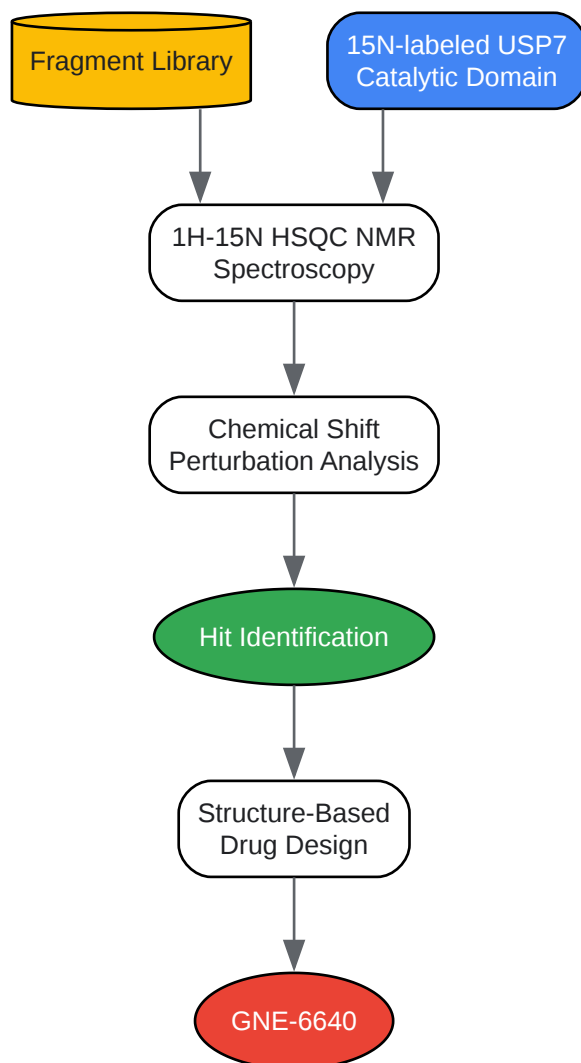 Fragment Library
15N-labeled USP7
Catalytic Domain
1H-15N HSQC NMR
Spectroscopy
Chemical Shift
Perturbation Analysis
Hit Identification
Structure-Based
Drug Design
GNE-6640